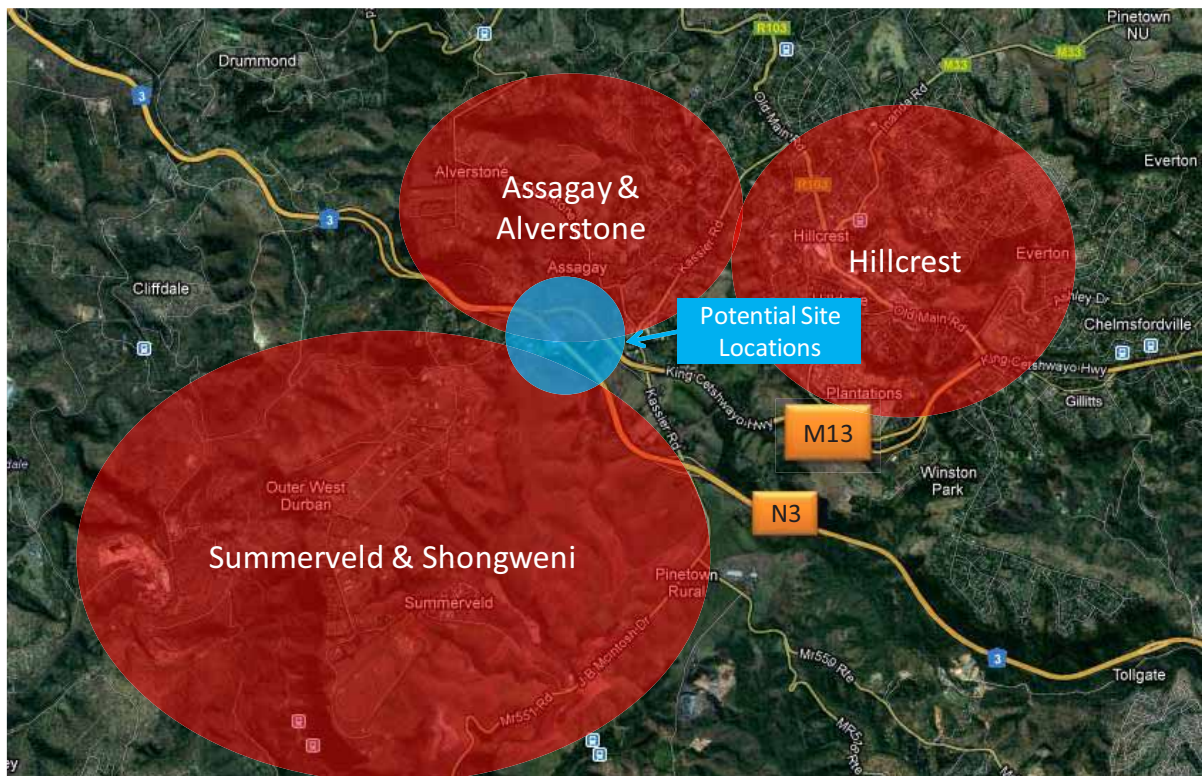 Pinetown
NU
R103
M33
M33
Drummond
3
Old Main Rd
Inanda Rd
Everton
Alverstone
Assagay &
Alverstone
R103
3
Hillcrest
Hillcrest
Everton
Kassier Rd
Assagay
Cliffdale
Potential Site
Locations
Ashley Dr
Old Main Rd
Chelmsfordville
King Cetshwayo Hwy
King Cetshwayo Hwy
Plantations
Gillitts
Kassier Rd
M13
Winston
Park
Outer West
Durban
N3
Summerveld & Shongweni
Pinetown
Rural
Summerveld
J B Mcintosh Dr
Mr559 Rte
3
Tollgate
Mr551 Rd